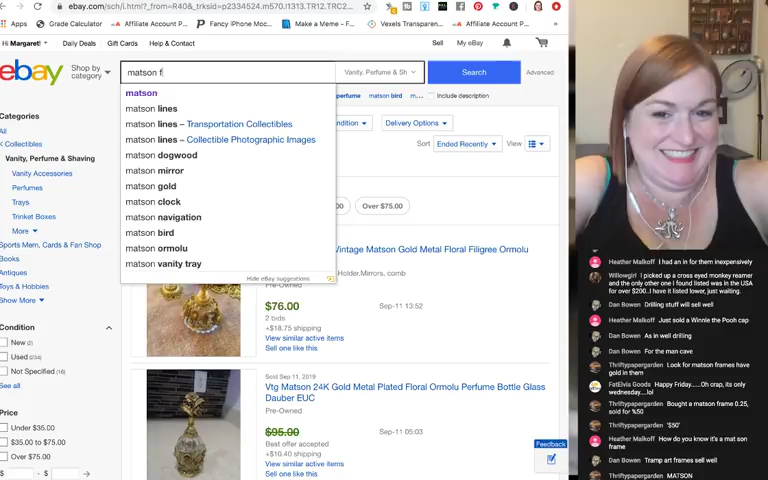 ebay.com/sch/i.html?_from=R40&_trksid=p2334524.m570.l1313.TR12.TRC2...
Apps
Grade Calculator
Affiliate Account P...
Fancy iPhone Moc...
Make a Meme - F...
Vexels Transparen...
Affiliate Account P...
Hi Margaret!
Daily Deals
Gift Cards
Help & Contact
Sell
My eBay
ebay
Shop by category
matson f
Vanity, Perfume & Sh
Search
Advanced
matson
matson lines
matson lines – Transportation Collectibles
matson lines – Collectible Photographic Images
matson dogwood
matson mirror
matson gold
matson clock
matson navigation
matson bird
matson ormolu
matson vanity tray
Hide eBay suggestions
perfume
matson bird
m...
Include description
ndition
Delivery Options
Sort
Ended Recently
View
Over $75.00
Categories
All
< Collectibles
Vanity, Perfume & Shaving
Vanity Accessories
Perfumes
Trays
Trinket Boxes
More
Sports Mem, Cards & Fan Shop
Books
Antiques
Toys & Hobbies
Show More
Condition
New (2)
Used (234)
Not Specified (16)
See all
Price
Under $35.00
$35.00 to $75.00
Over $75.00
$
to
$
Vintage Matson Gold Metal Floral Filigree Ormolu
Holder.Mirrors, comb
Pre-Owned
$76.00
Sep-11 13:52
2 bids
+$18.75 shipping
View similar active items
Sell one like this
Sold Sep 11, 2019
Vtg Matson 24K Gold Metal Plated Floral Ormolu Perfume Bottle Glass
Dauber EUC
Pre-Owned
$95.00
Sep-11 05:03
Best offer accepted
+$10.40 shipping
View similar active items
Sell one like this
Feedback
Heather Malkoff I had an in for them inexpensively
Willowgirl I picked up a cross eyed monkey reamer
and the only other one I found listed was in the USA
for over $200...I have it listed lower, just waiting.
Dan Bowen Drilling stuff will sell well
Heather Malkoff Just sold a Winnie the Pooh cap
Dan Bowen As in well drilling
Dan Bowen For the man cave
Thriftypapergarden Look for matson frames have
gold in them
FatElvis Goods Happy Friday......Oh crap, its only
wednesday....lol
Thriftypapergarden Bought a matson frame 0.25,
sold for %50
Thriftypapergarden '$50'
Heather Malkoff How do you know it's a mat son
frame
Dan Bowen Tramp art frames sell well
Thriftypapergarden MATSON